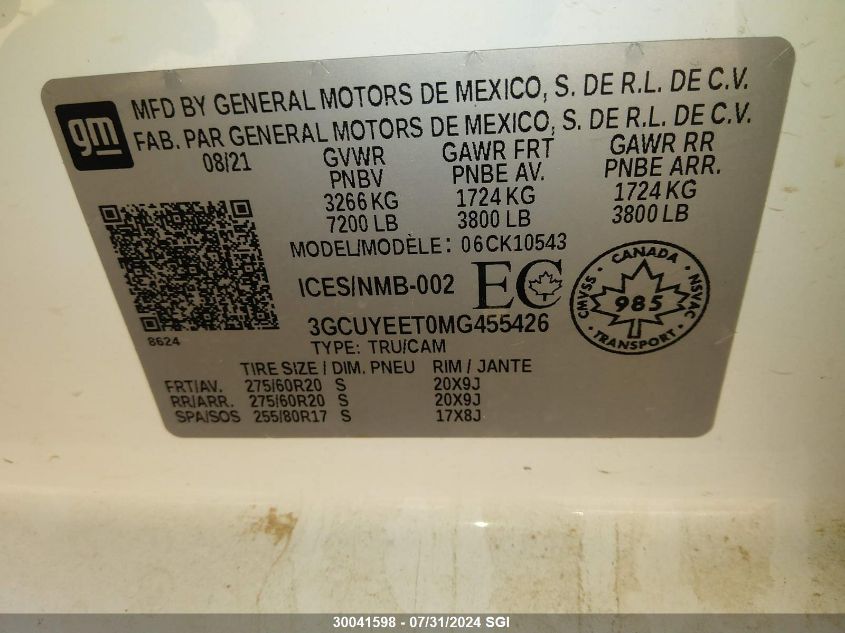 gm
MFD BY GENERAL MOTORS DE MEXICO, S. DE R.L. DE C.V.
FAB. PAR GENERAL MOTORS DE MEXICO, S. DE R.L. DE C.V.
08/21 GVWR GAWR FRT GAWR RR
PNBV PNBE AV. PNBE ARR.
3266 KG 1724 KG 1724 KG
7200 LB 3800 LB 3800 LB
MODEL/MODÈLE: 06CK10543
ICES/NMB-002 EC
CANADA CMVSS 985 NSVAC TRANSPORT
3GCUYEET0MG455426
8624
TYPE: TRU/CAM
TIRE SIZE / DIM. PNEU RIM / JANTE
FRT/AV. 275/60R20 S 20X9J
RR/ARR. 275/60R20 S 20X9J
SPA/SOS 255/80R17 S 17X8J
30041598 - 07/31/2024 SGI